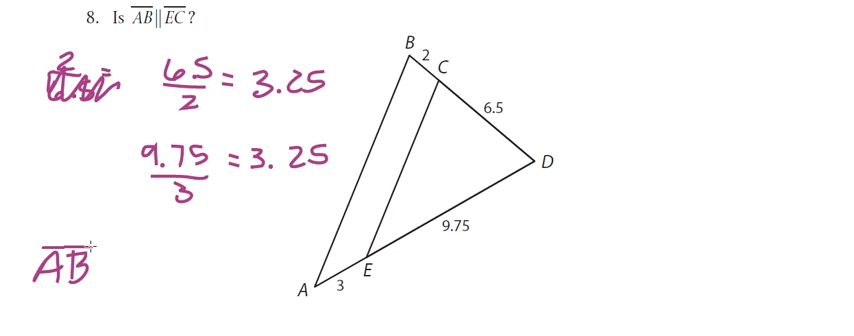 8. Is AB || EC?
6.5/2 = 3.25
9.75/3 = 3.25
AB
B
2
C
6.5
D
9.75
E
3
A